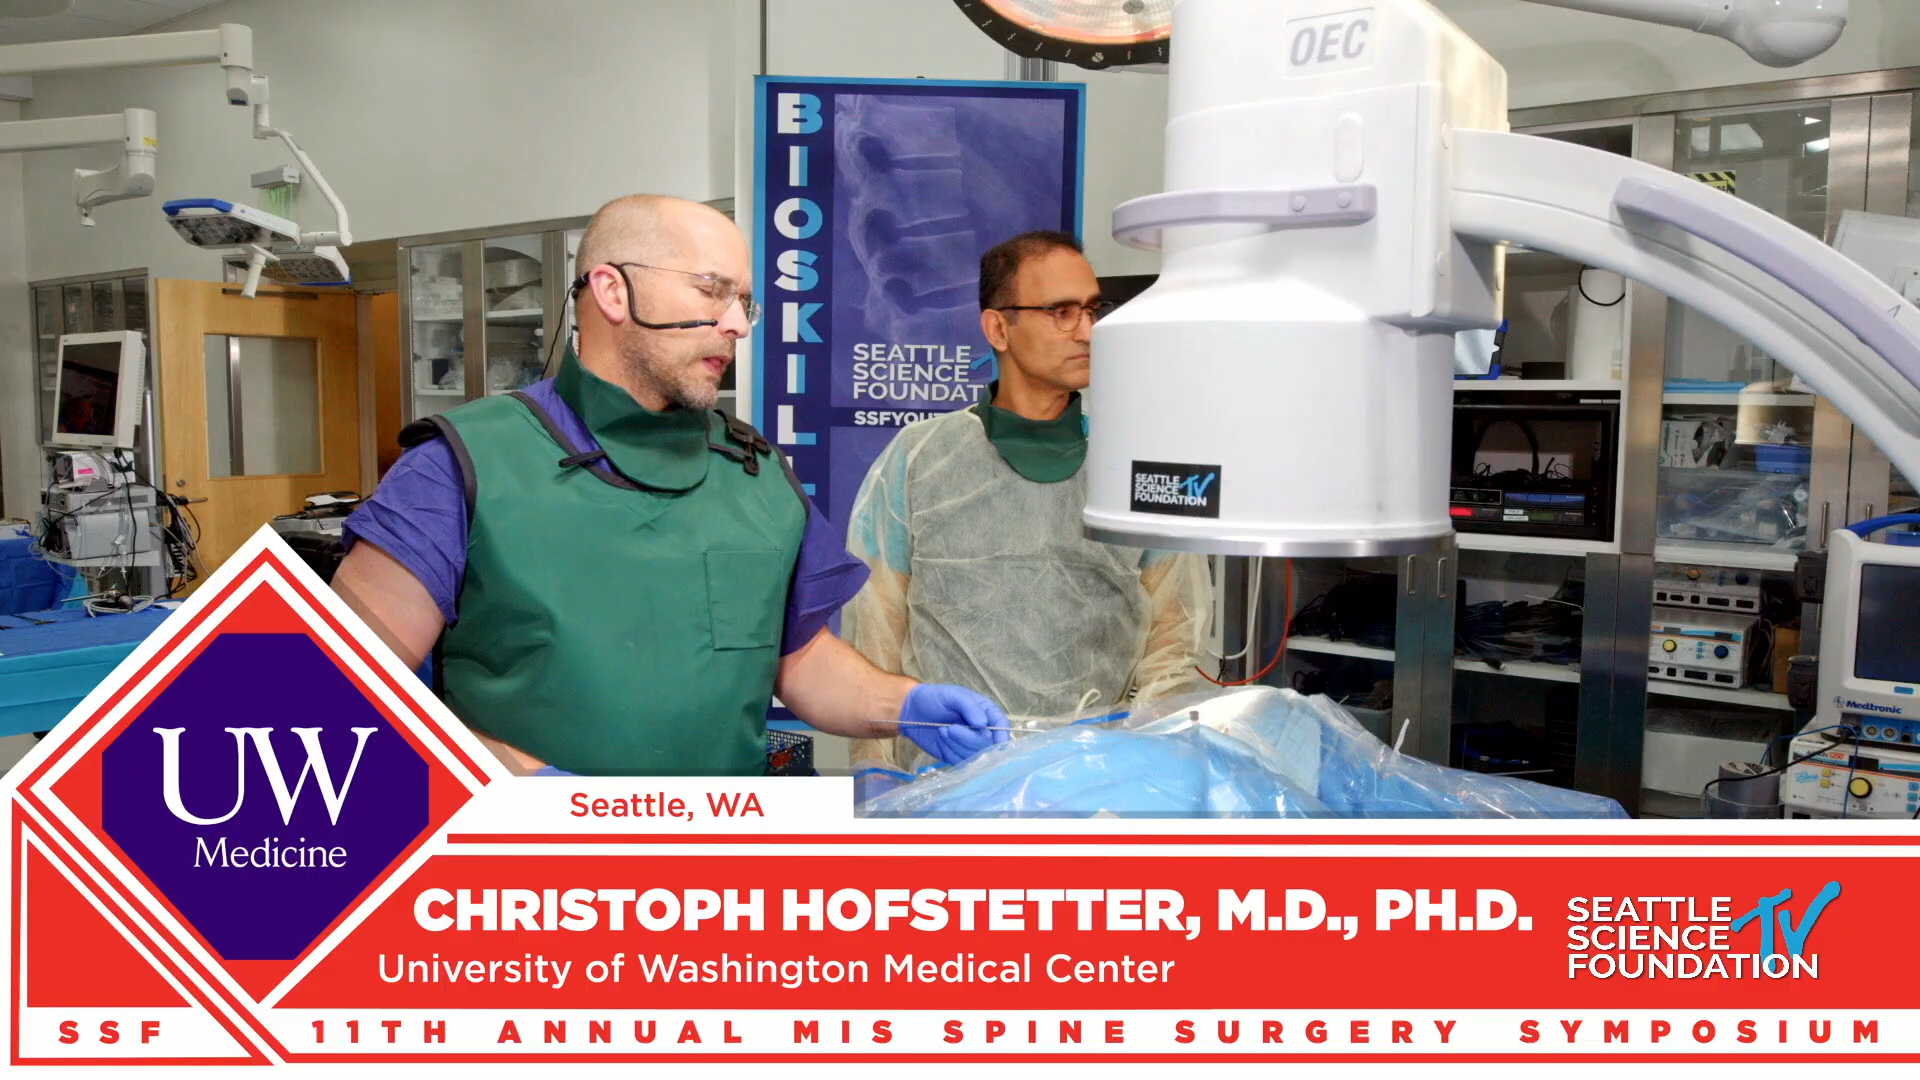 OEC
BIOSKILL
SEATTLE
SCIENCE
FOUNDAT
SSFYOU
SEATTLE
SCIENCE TV
FOUNDATION
Medtronic
UW
Medicine
Seattle, WA
CHRISTOPH HOFSTETTER, M.D., PH.D.
University of Washington Medical Center
SEATTLE
SCIENCE TV
FOUNDATION
SSF 11TH ANNUAL MIS SPINE SURGERY SYMPOSIUM